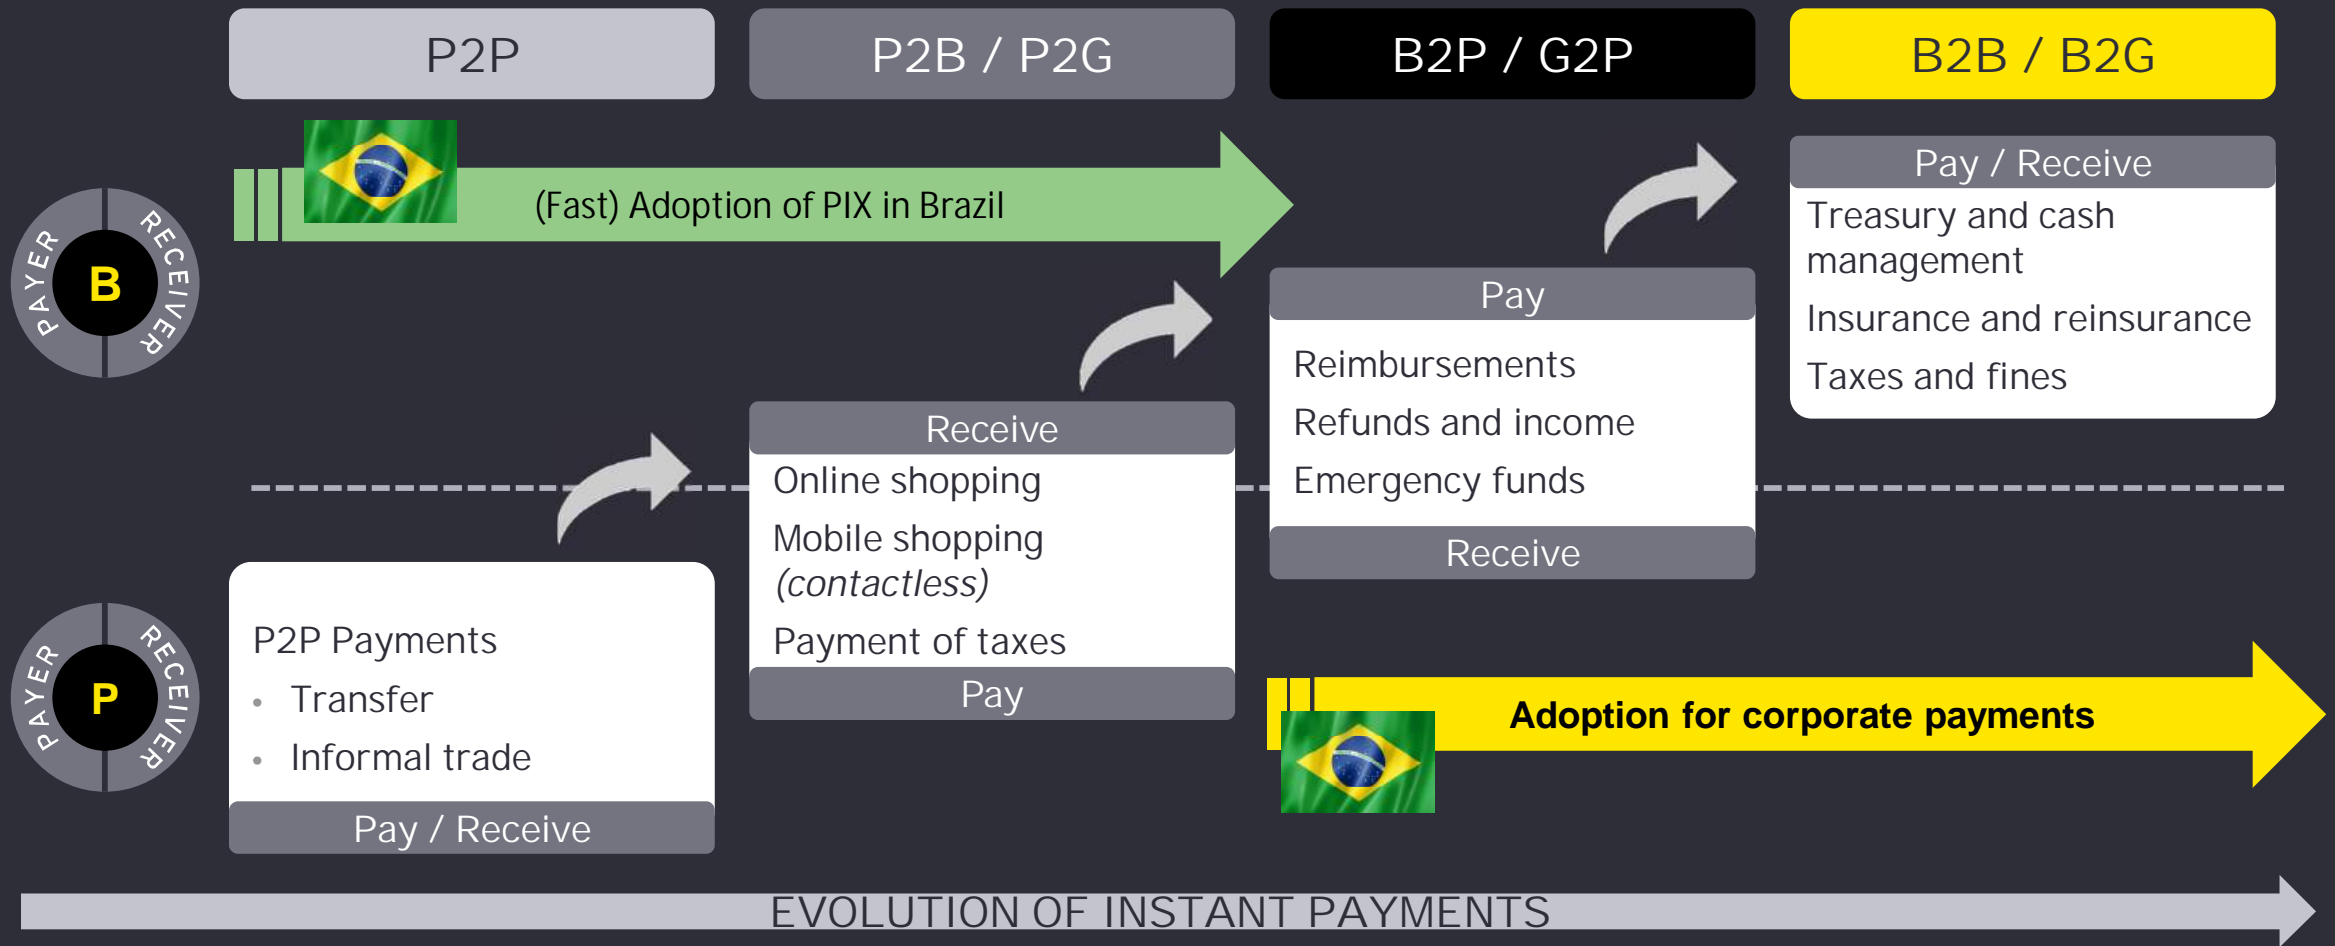 P2P
P2B / P2G
B2P / G2P
B2B / B2G
(Fast) Adoption of PIX in Brazil
PAYER
B
RECEIVER
Pay / Receive
Treasury and cash
management
Insurance and reinsurance
Taxes and fines
Pay
Reimbursements
Refunds and income
Emergency funds
Receive
Receive
Online shopping
Mobile shopping
(contactless)
Payment of taxes
Pay
PAYER
P
RECEIVER
P2P Payments
• Transfer
• Informal trade
Pay / Receive
Adoption for corporate payments
EVOLUTION OF INSTANT PAYMENTS